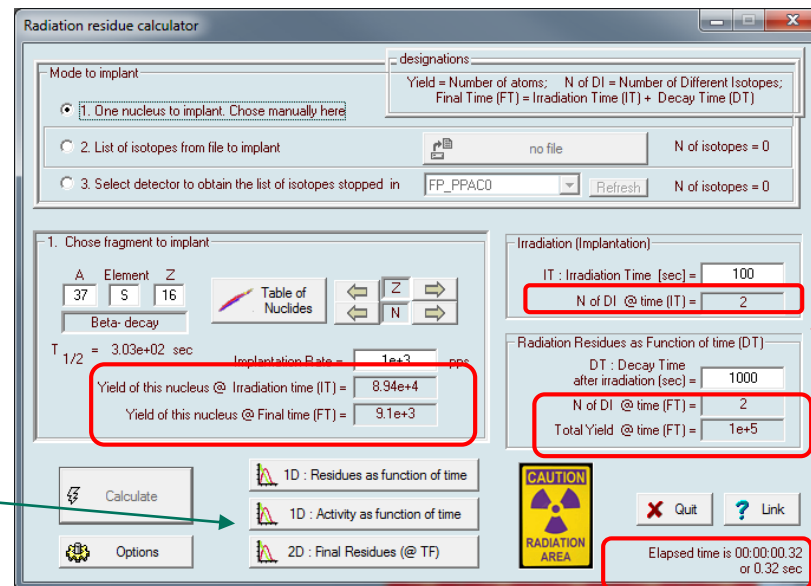 Radiation residue calculator
designations
Yield = Number of atoms; N of DI = Number of Different Isotopes;
Final Time (FT) = Irradiation Time (IT) + Decay Time (DT)
Mode to implant
1. One nucleus to implant. Chose manually here
2. List of isotopes from file to implant
no file
N of isotopes = 0
3. Select detector to obtain the list of isotopes stopped in
FP_PPAC0
Refresh
N of isotopes = 0
1. Chose fragment to implant
A Element Z
37 S 16
Beta- decay
Table of
Nuclides
Z
N
T 1/2 = 3.03e+02 sec
Implantation Rate = 1e+3 pps
Yield of this nucleus @ Irradiation time (IT) = 8.94e+4
Yield of this nucleus @ Final time (FT) = 9.1e+3
Irradiation (Implantation)
IT : Irradiation Time [sec] = 100
N of DI @ time (IT) = 2
Radiation Residues as Function of time (DT)
DT : Decay Time
after irradiation (sec) = 1000
N of DI @ time (FT) = 2
Total Yield @ time (FT) = 1e+5
Calculate
Options
1D : Residues as function of time
1D : Activity as function of time
2D : Final Residues (@ TF)
CAUTION
RADIATION
AREA
Quit
? Link
Elapsed time is 00:00:00.32
or 0.32 sec